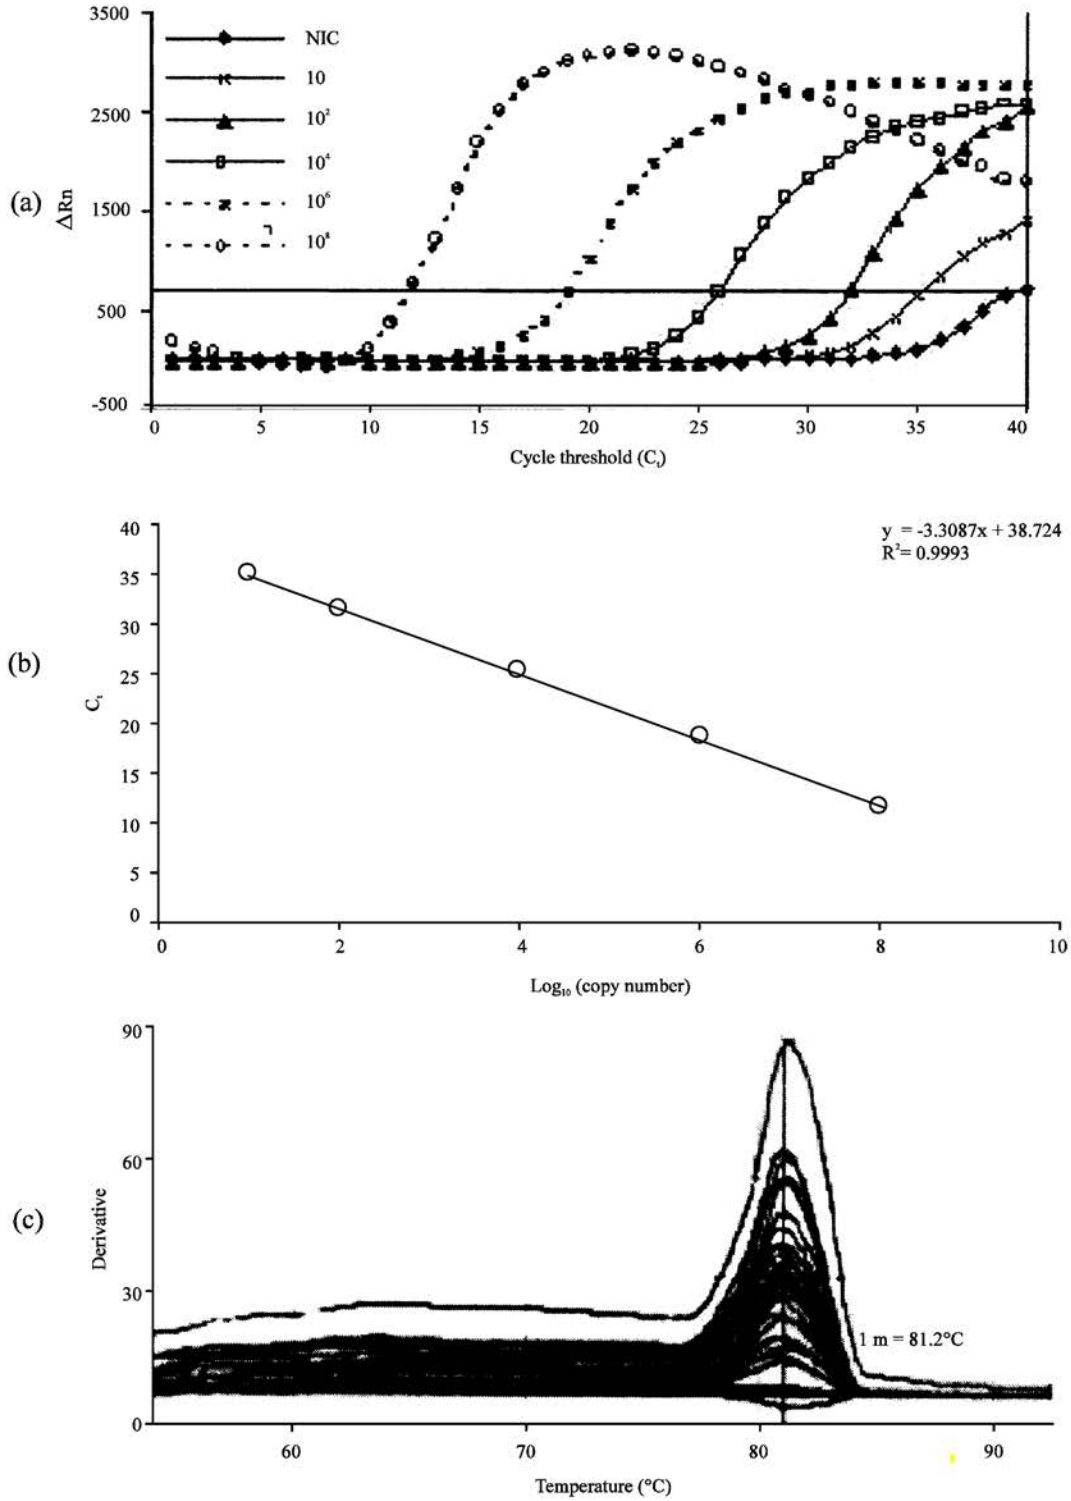 (a)
3500
2500
1500
500
-500
ΔRn
NIC
10
10²
10⁴
10⁶
10⁸
0 5 10 15 20 25 30 35 40
Cycle threshold (Cₜ)
(b)
40
35
30
25
20
15
10
5
0
Cₜ
y = -3.3087x + 38.724
R²= 0.9993
0 2 4 6 8 10
Log₁₀ (copy number)
(c)
90
60
30
0
Derivative
1 m = 81.2°C
60 70 80 90
Temperature (°C)